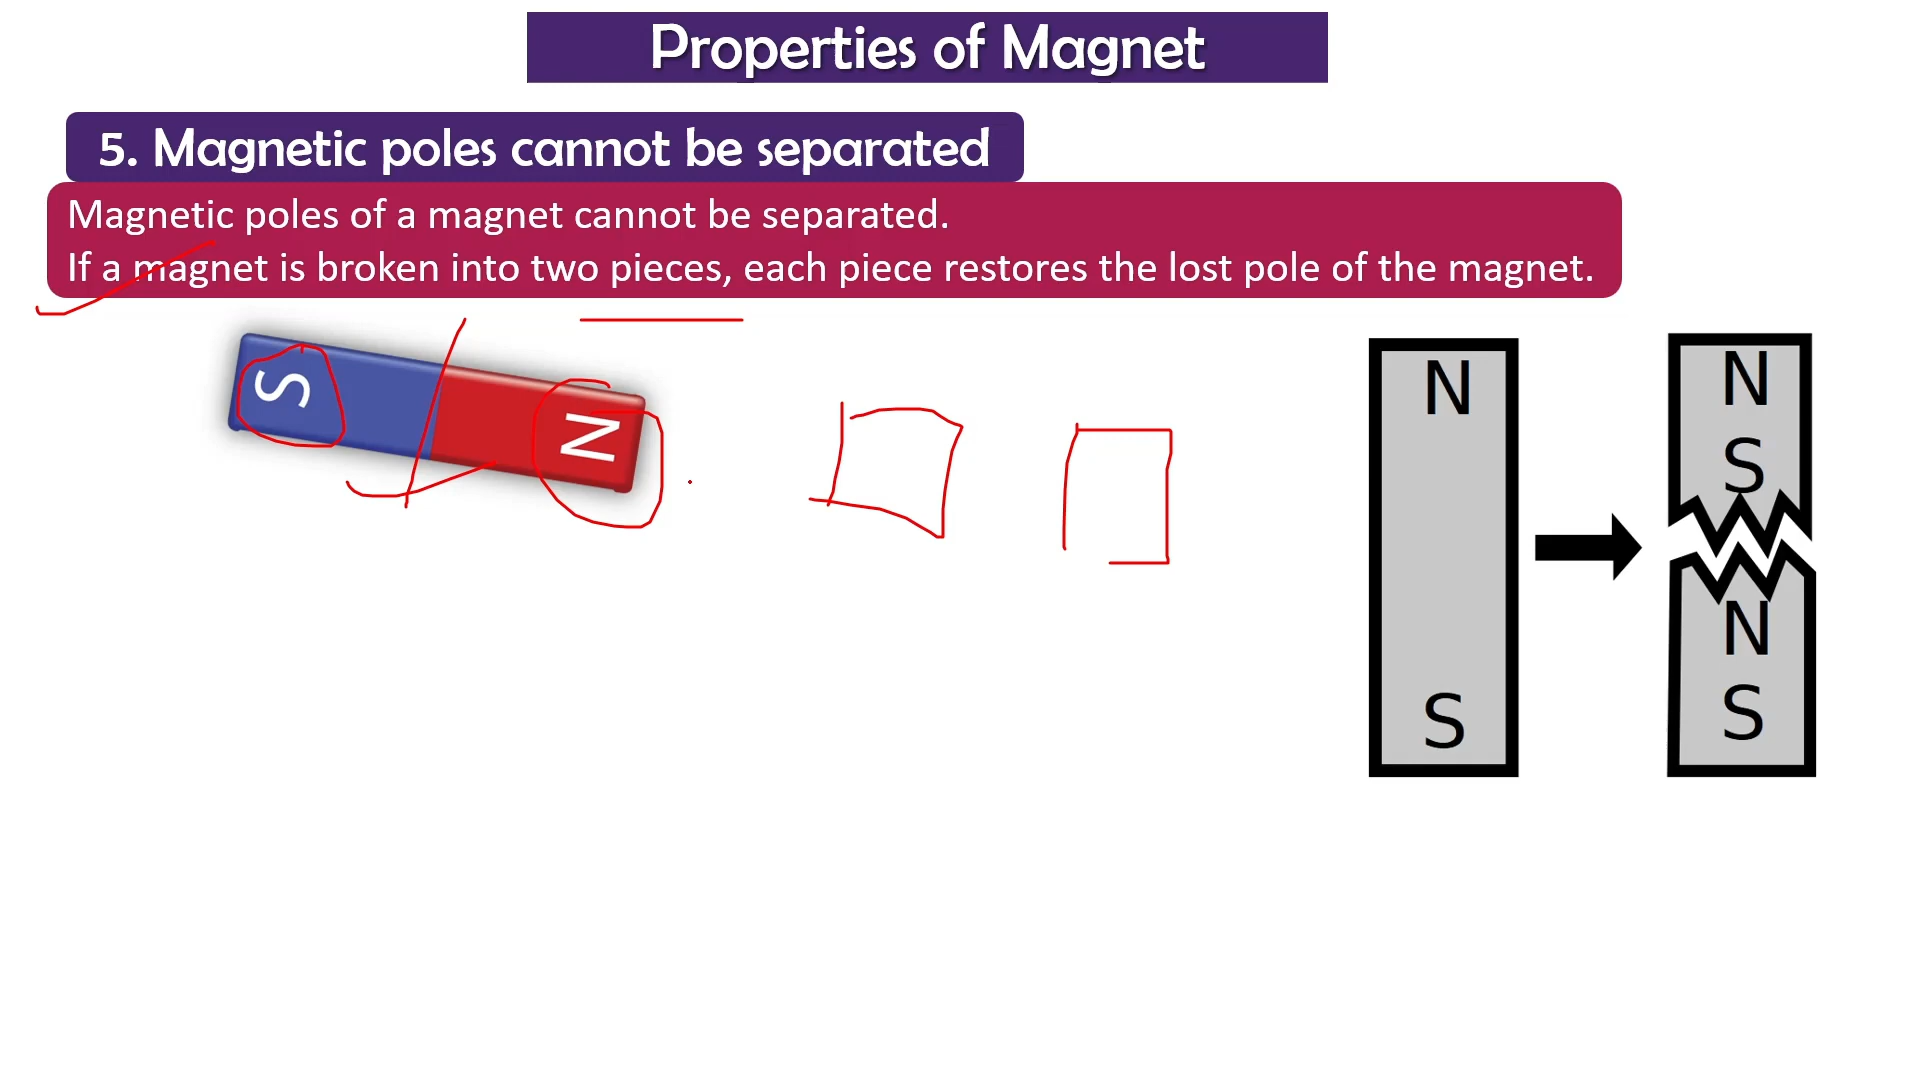 Properties of Magnet
5. Magnetic poles cannot be separated
Magnetic poles of a magnet cannot be separated.
If a magnet is broken into two pieces, each piece restores the lost pole of the magnet.
S
N
N
S
N
S
N
S